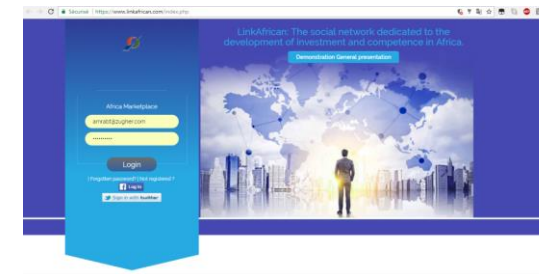 Sécurisé | https://www.linkafrican.com/index.php
LinkAfrican: The social network dedicated to the
development of investment and competence in Africa.
Demonstration General presentation
Africa Marketplace
Login
| Forgotten password? | Not registered ?
Log In
Sign in with twitter